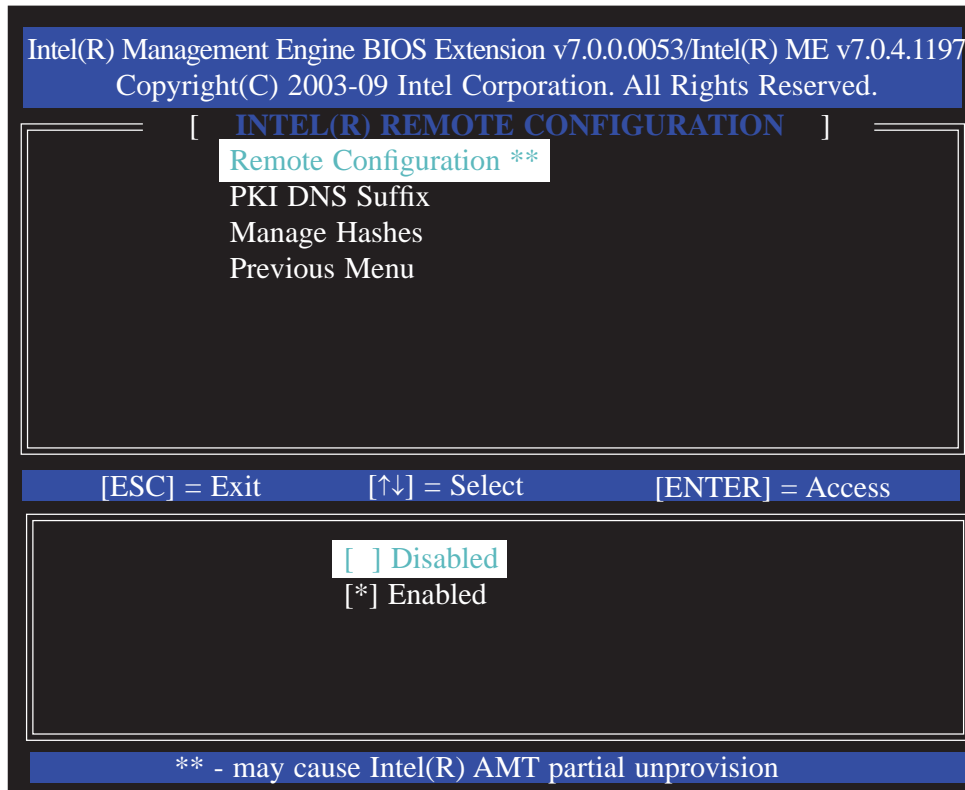 Intel(R) Management Engine BIOS Extension v7.0.0.0053/Intel(R) ME v7.0.4.1197
Copyright(C) 2003-09 Intel Corporation. All Rights Reserved.
[ INTEL(R) REMOTE CONFIGURATION ]
Remote Configuration **
PKI DNS Suffix
Manage Hashes
Previous Menu
[ESC] = Exit [↑↓] = Select [ENTER] = Access
[ ] Disabled
[*] Enabled
** - may cause Intel(R) AMT partial unprovision